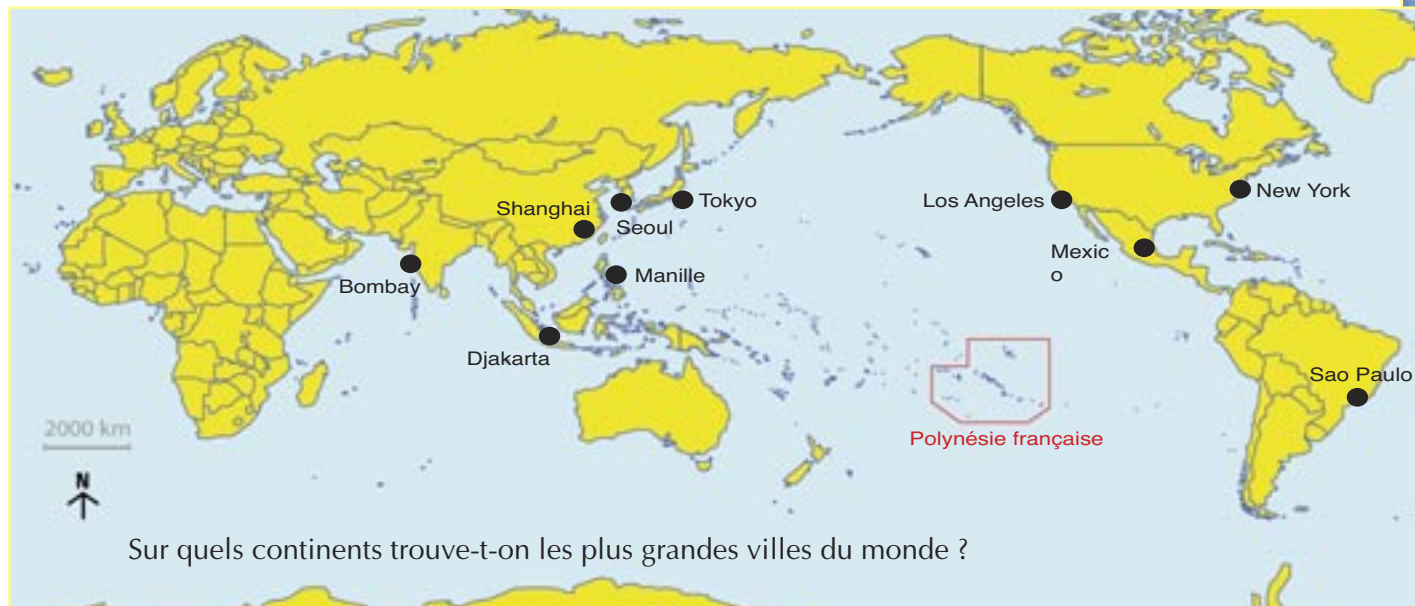 Shanghai
Seoul
Tokyo
Los Angeles
New York
Mexic
o
Bombay
Manille
Djakarta
Sao Paulo
Polynésie française
2000 km
N
Sur quels continents trouve-t-on les plus grandes villes du monde ?